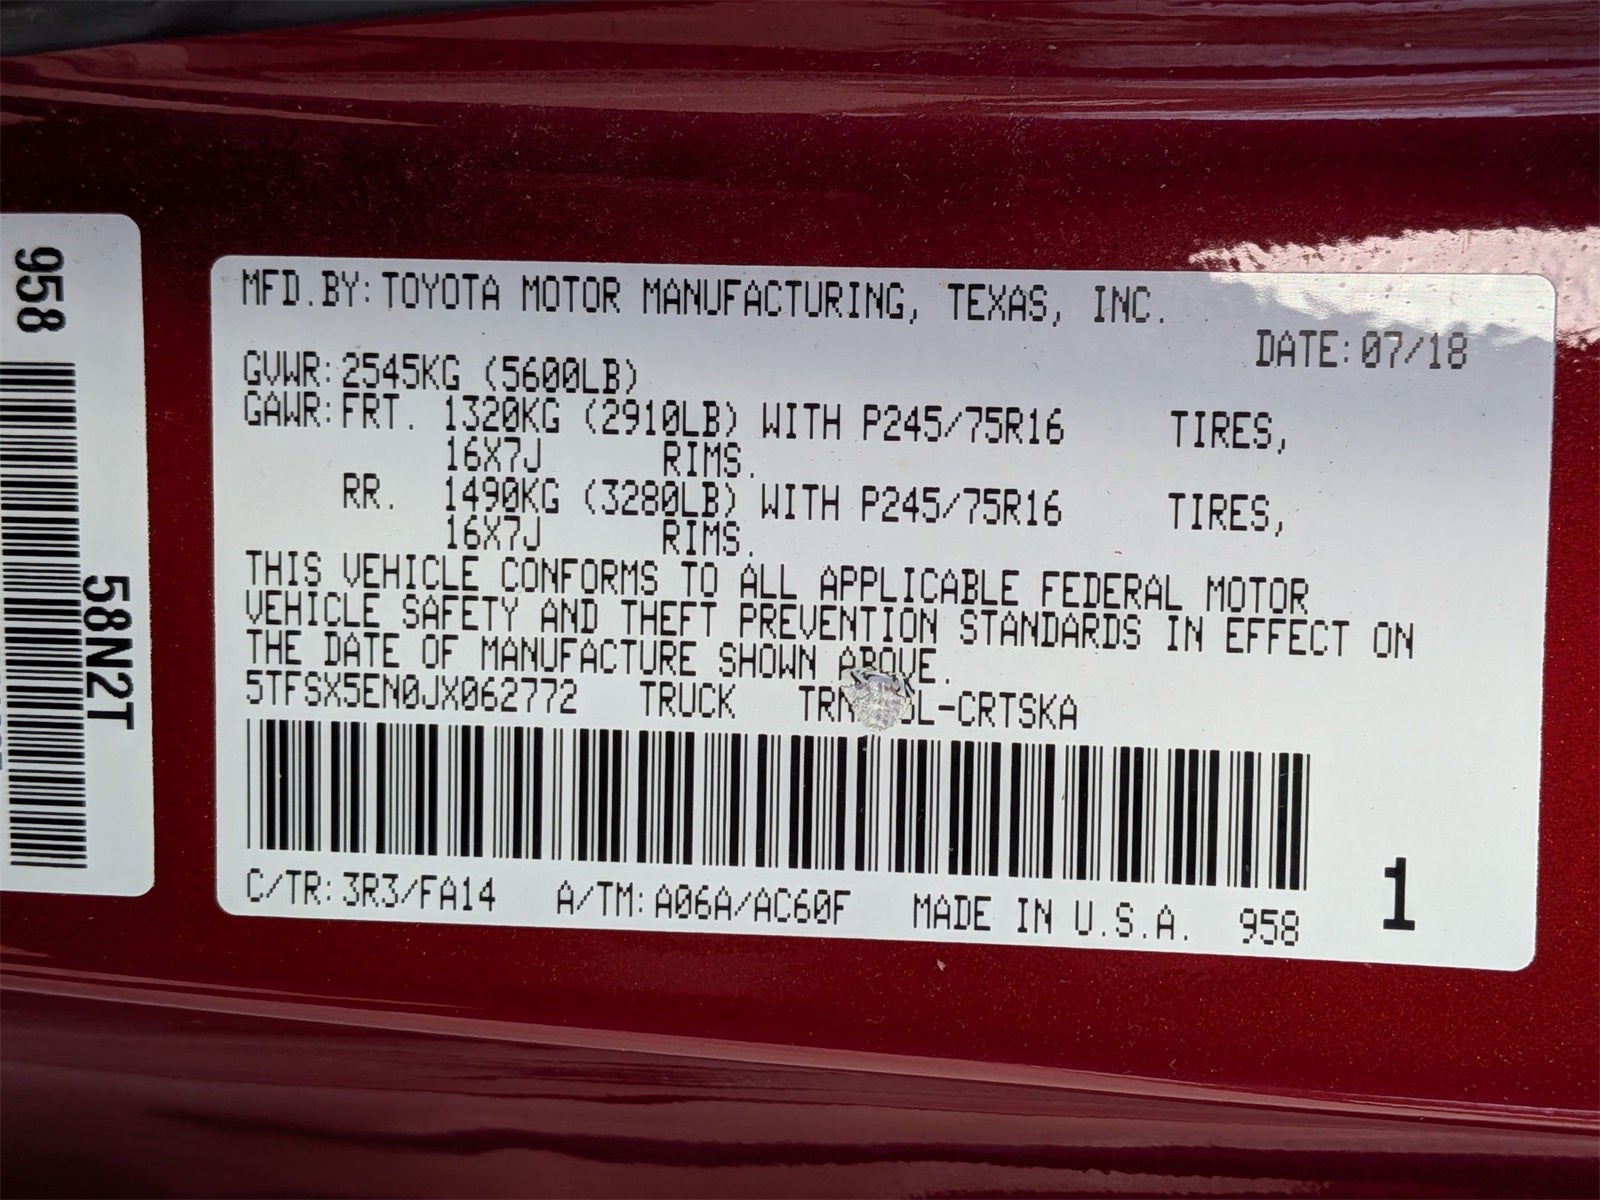 958
58N2T
MFD.BY:TOYOTA MOTOR MANUFACTURING, TEXAS, INC.
DATE:07/18
GVWR:2545KG (5600LB)
GAWR:FRT. 1320KG (2910LB) WITH P245/75R16 TIRES,
16X7J RIMS.
RR. 1490KG (3280LB) WITH P245/75R16 TIRES,
16X7J RIMS.
THIS VEHICLE CONFORMS TO ALL APPLICABLE FEDERAL MOTOR
VEHICLE SAFETY AND THEFT PREVENTION STANDARDS IN EFFECT ON
THE DATE OF MANUFACTURE SHOWN ABOVE.
5TFSX5EN0JX062772 TRUCK
C/TR:3R3/FA14 A/TM:A06A/AC60F MADE IN U.S.A. 958
1